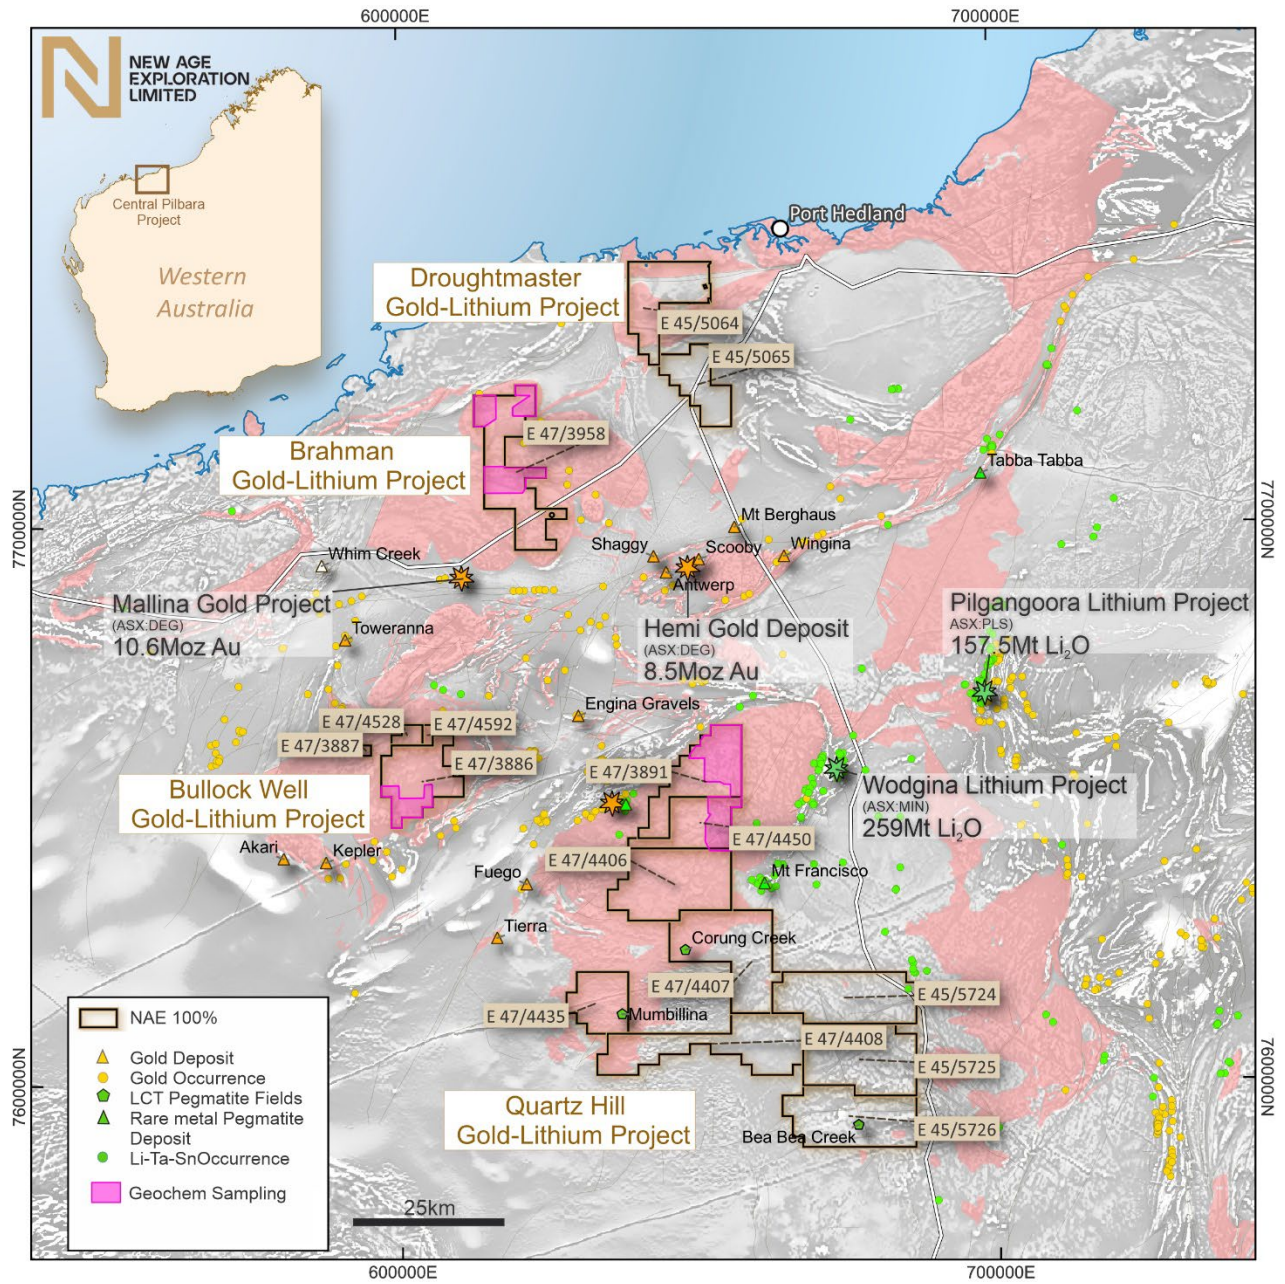 600000E
700000E
NEW AGE
EXPLORATION
LIMITED
Central Pilbara
Project
Western
Australia
Port Hedland
Droughtmaster
Gold-Lithium Project
E 45/5064
E 45/5065
Brahman
Gold-Lithium Project
E 47/3958
Tabba Tabba
7700000N
7700000N
Mt Berghaus
Shaggy
Scooby
Wingina
Whim Creek
Antwerp
Mallina Gold Project
(ASX:DEG)
10.6Moz Au
Toweranna
Hemi Gold Deposit
(ASX:DEG)
8.5Moz Au
Pilgangoora Lithium Project
ASX:PLS)
157.5Mt Li₂O
Engina Gravels
E 47/4528
E 47/4592
E 47/3887
E 47/3886
E 47/3891
Bullock Well
Gold-Lithium Project
Wodgina Lithium Project
(ASX:MIN)
259Mt Li₂O
E 47/4450
Akari
Kepler
E 47/4406
Fuego
Mt Francisco
Tierra
Corung Creek
E 47/4407
E 45/5724
E 47/4435
Mumbillina
E 47/4408
E 45/5725
7600000N
7600000N
Quartz Hill
Gold-Lithium Project
Bea Bea Creek
E 45/5726
NAE 100%
Gold Deposit
Gold Occurrence
LCT Pegmatite Fields
Rare metal Pegmatite
Deposit
Li-Ta-SnOccurrence
Geochem Sampling
25km
600000E
700000E